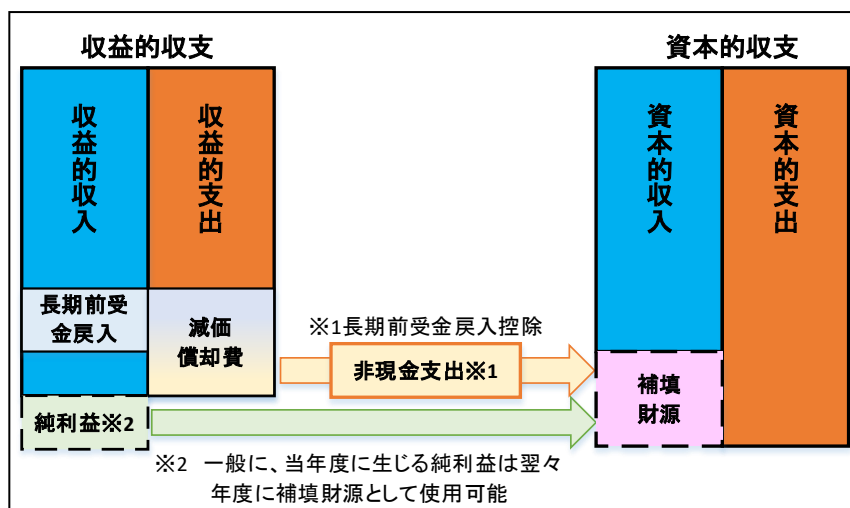 収益的収支
資本的収支
収益的収入
収益的支出
資本的収入
資本的支出
長期前受
金戻入
減価
償却費
※1長期前受金戻入控除
非現金支出※1
補填
財源
純利益※2
※2 一般に、当年度に生じる純利益は翌々
年度に補填財源として使用可能